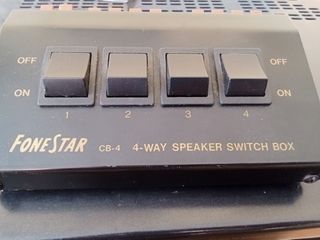 OFF OFF
ON ON
1 2 3 4
FONESTAR CB-4 4-WAY SPEAKER SWITCH BOX